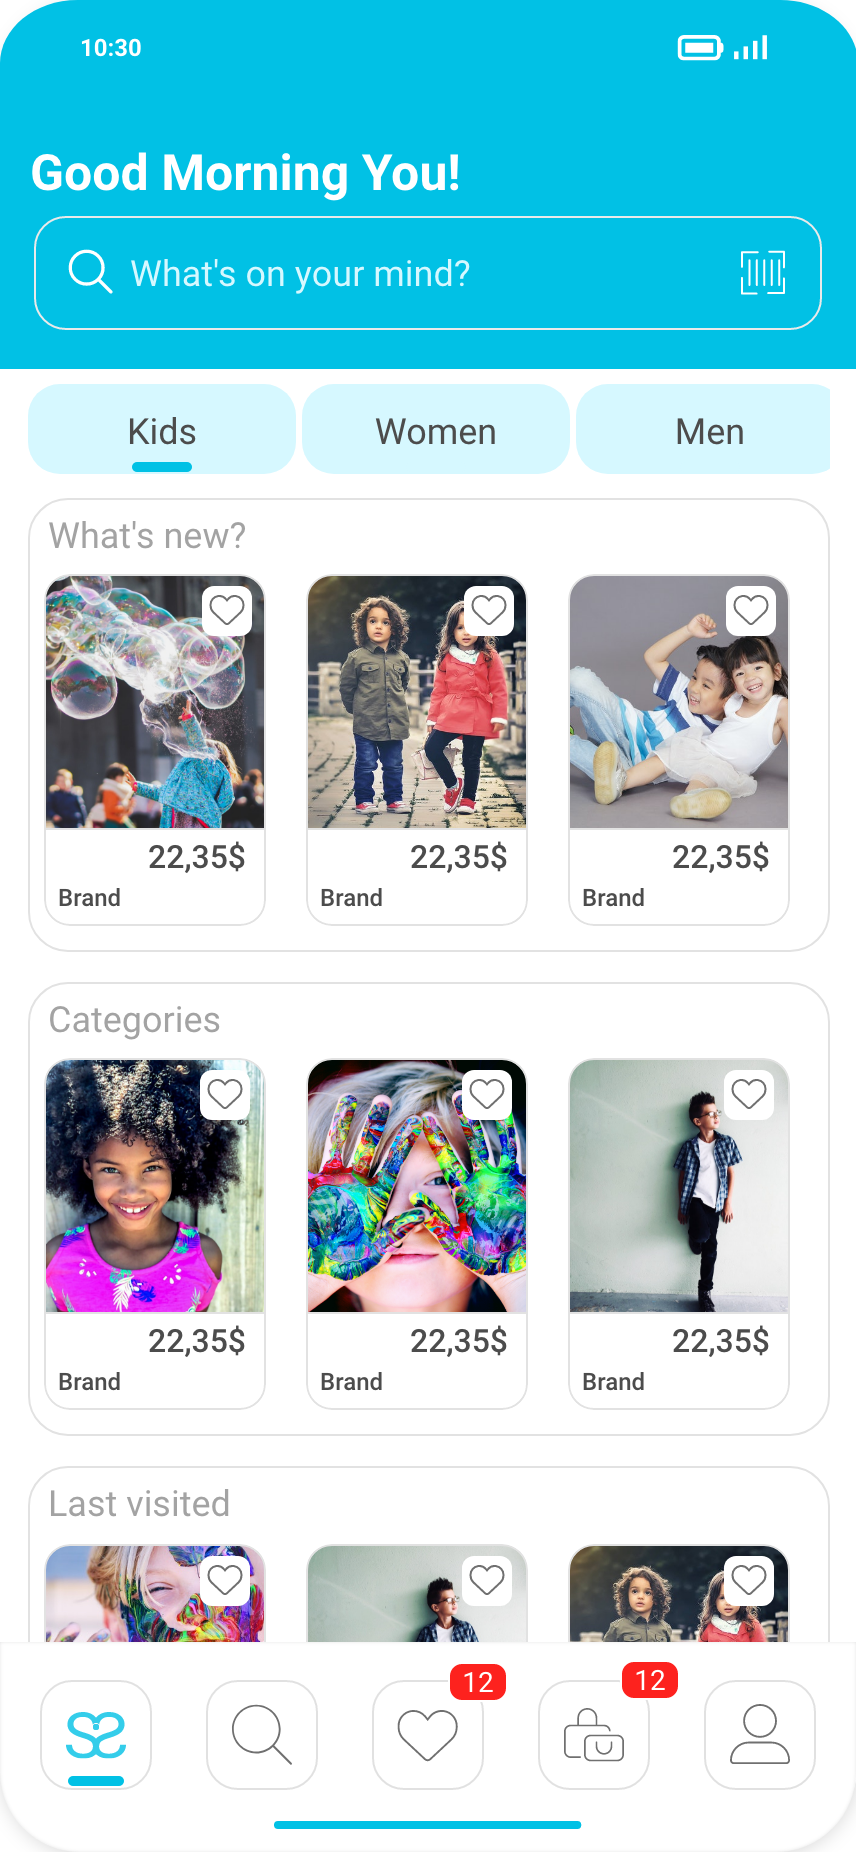 10:30
Good Morning You!
What's on your mind?
Kids Women Men
What's new?
22,35$ 22,35$ 22,35$
Brand Brand Brand
Categories
22,35$ 22,35$ 22,35$
Brand Brand Brand
Last visited
12 12